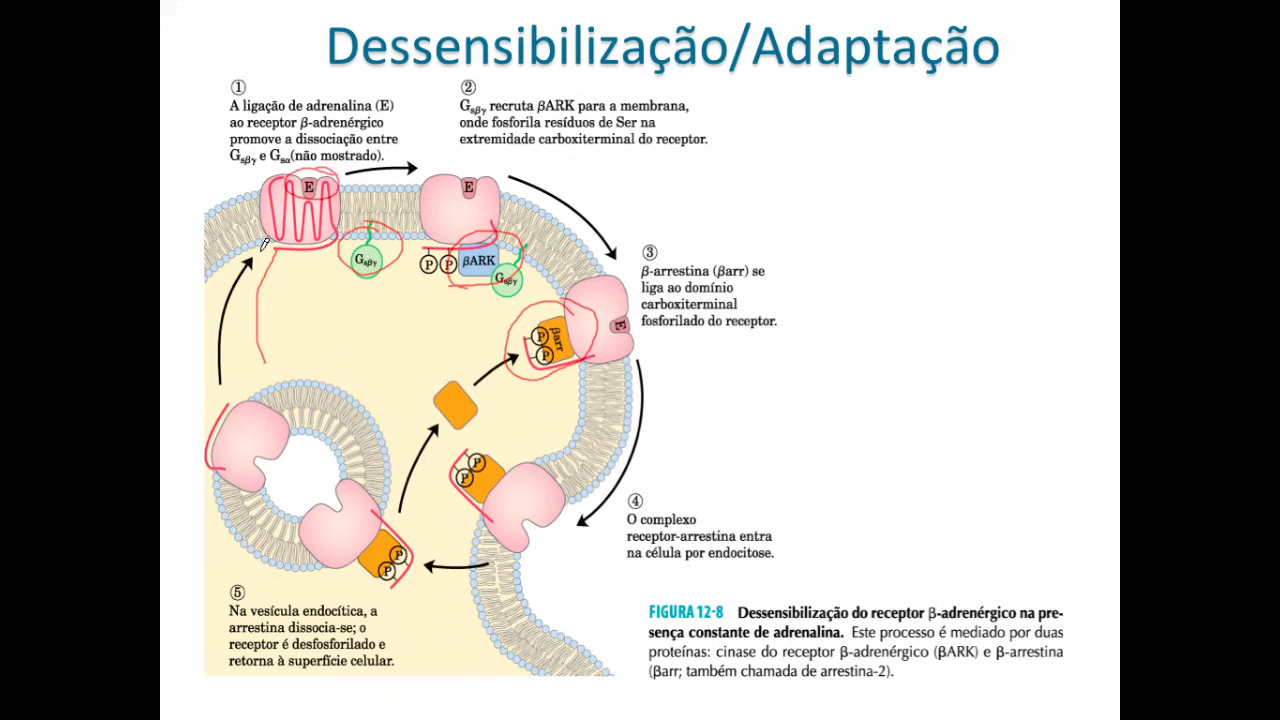 Dessensibilização/Adaptação
①
A ligação de adrenalina (E)
ao receptor β-adrenérgico
promove a dissociação entre
Gsβγ e Gsα(não mostrado).
②
Gsβγ recruta βARK para a membrana,
onde fosforila resíduos de Ser na
extremidade carboxiterminal do receptor.
E
E
Gsβγ
P P βARK
Gsβγ
③
β-arrestina (βarr) se
liga ao domínio
carboxiterminal
fosforilado do receptor.
E
P
P
βarr
P
P
④
O complexo
receptor-arrestina entra
na célula por endocitose.
P
P
⑤
Na vesícula endocítica, a
arrestina dissocia-se; o
receptor é desfosforilado e
retorna à superfície celular.
FIGURA 12-8 Dessensibilização do receptor β-adrenérgico na pre-
sença constante de adrenalina. Este processo é mediado por duas
proteínas: cinase do receptor β-adrenérgico (βARK) e β-arrestina
(βarr; também chamada de arrestina-2).